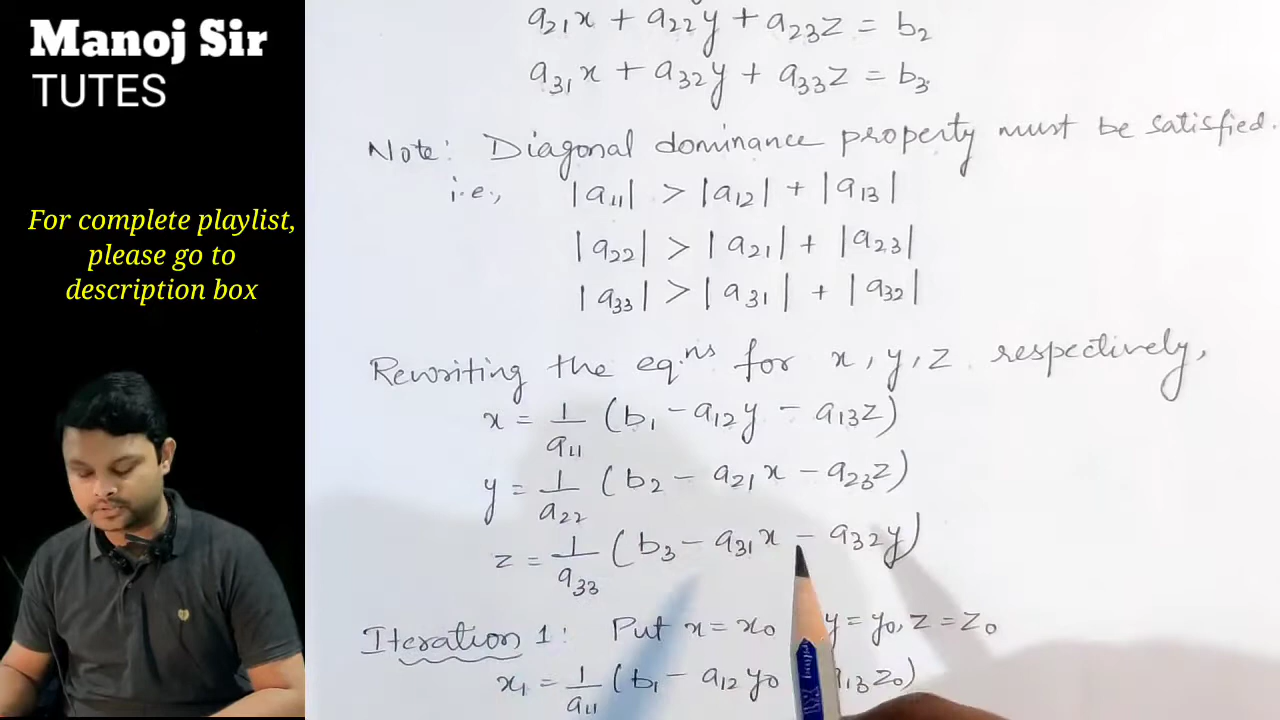 Manoj Sir
TUTES
For complete playlist,
please go to
description box
a₂₁x + a₂₂y + a₂₃z = b₂
a₃₁x + a₃₂y + a₃₃z = b₃
Note: Diagonal dominance property must be satisfied.
i.e., |a₁₁| > |a₁₂| + |a₁₃|
|a₂₂| > |a₂₁| + |a₂₃|
|a₃₃| > |a₃₁| + |a₃₂|
Rewriting the eqⁿˢ for x, y, z respectively,
x = 1/a₁₁ (b₁ - a₁₂y - a₁₃z)
y = 1/a₂₂ (b₂ - a₂₁x - a₂₃z)
z = 1/a₃₃ (b₃ - a₃₁x - a₃₂y)
Iteration 1: Put x = x₀ y = y₀, z = z₀
x₁ = 1/a₁₁ (b₁ - a₁₂y₀ a₁₃z₀)